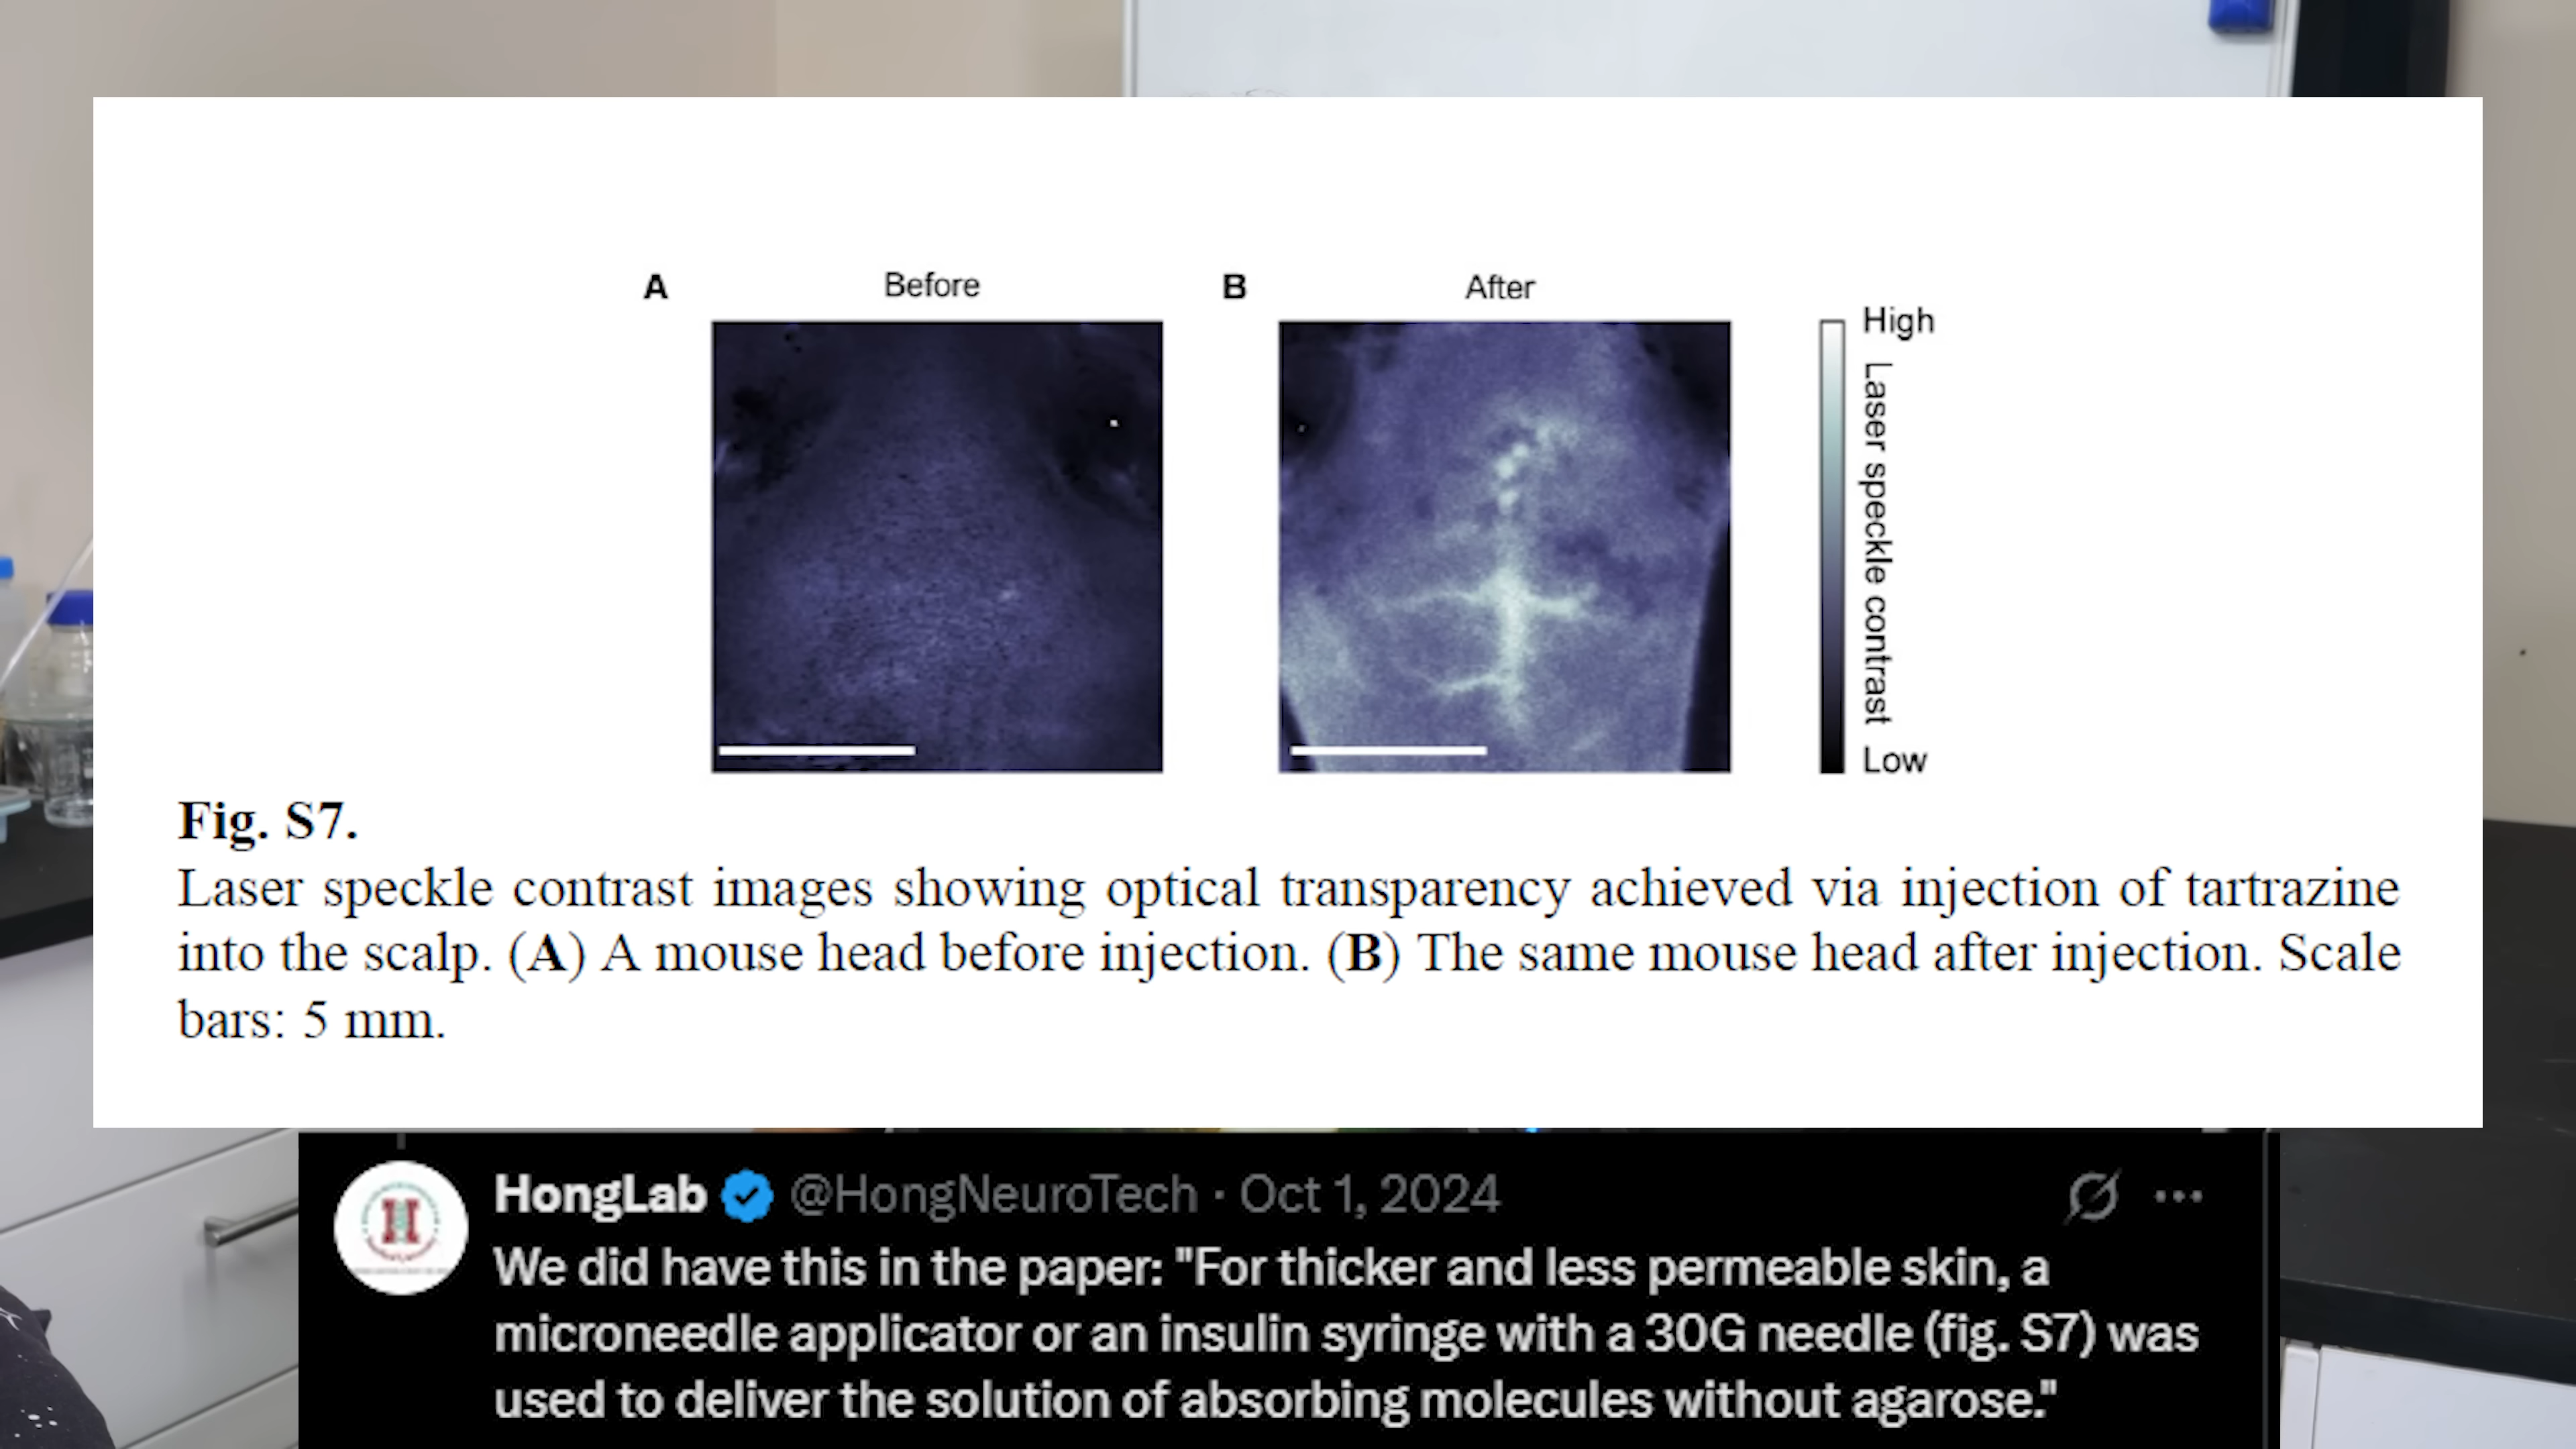 A
Before
B
After
High
Laser speckle contrast
Low
Fig. S7.
Laser speckle contrast images showing optical transparency achieved via injection of tartrazine
into the scalp. (A) A mouse head before injection. (B) The same mouse head after injection. Scale
bars: 5 mm.
HongLab @HongNeuroTech · Oct 1, 2024
We did have this in the paper: "For thicker and less permeable skin, a
microneedle applicator or an insulin syringe with a 30G needle (fig. S7) was
used to deliver the solution of absorbing molecules without agarose."